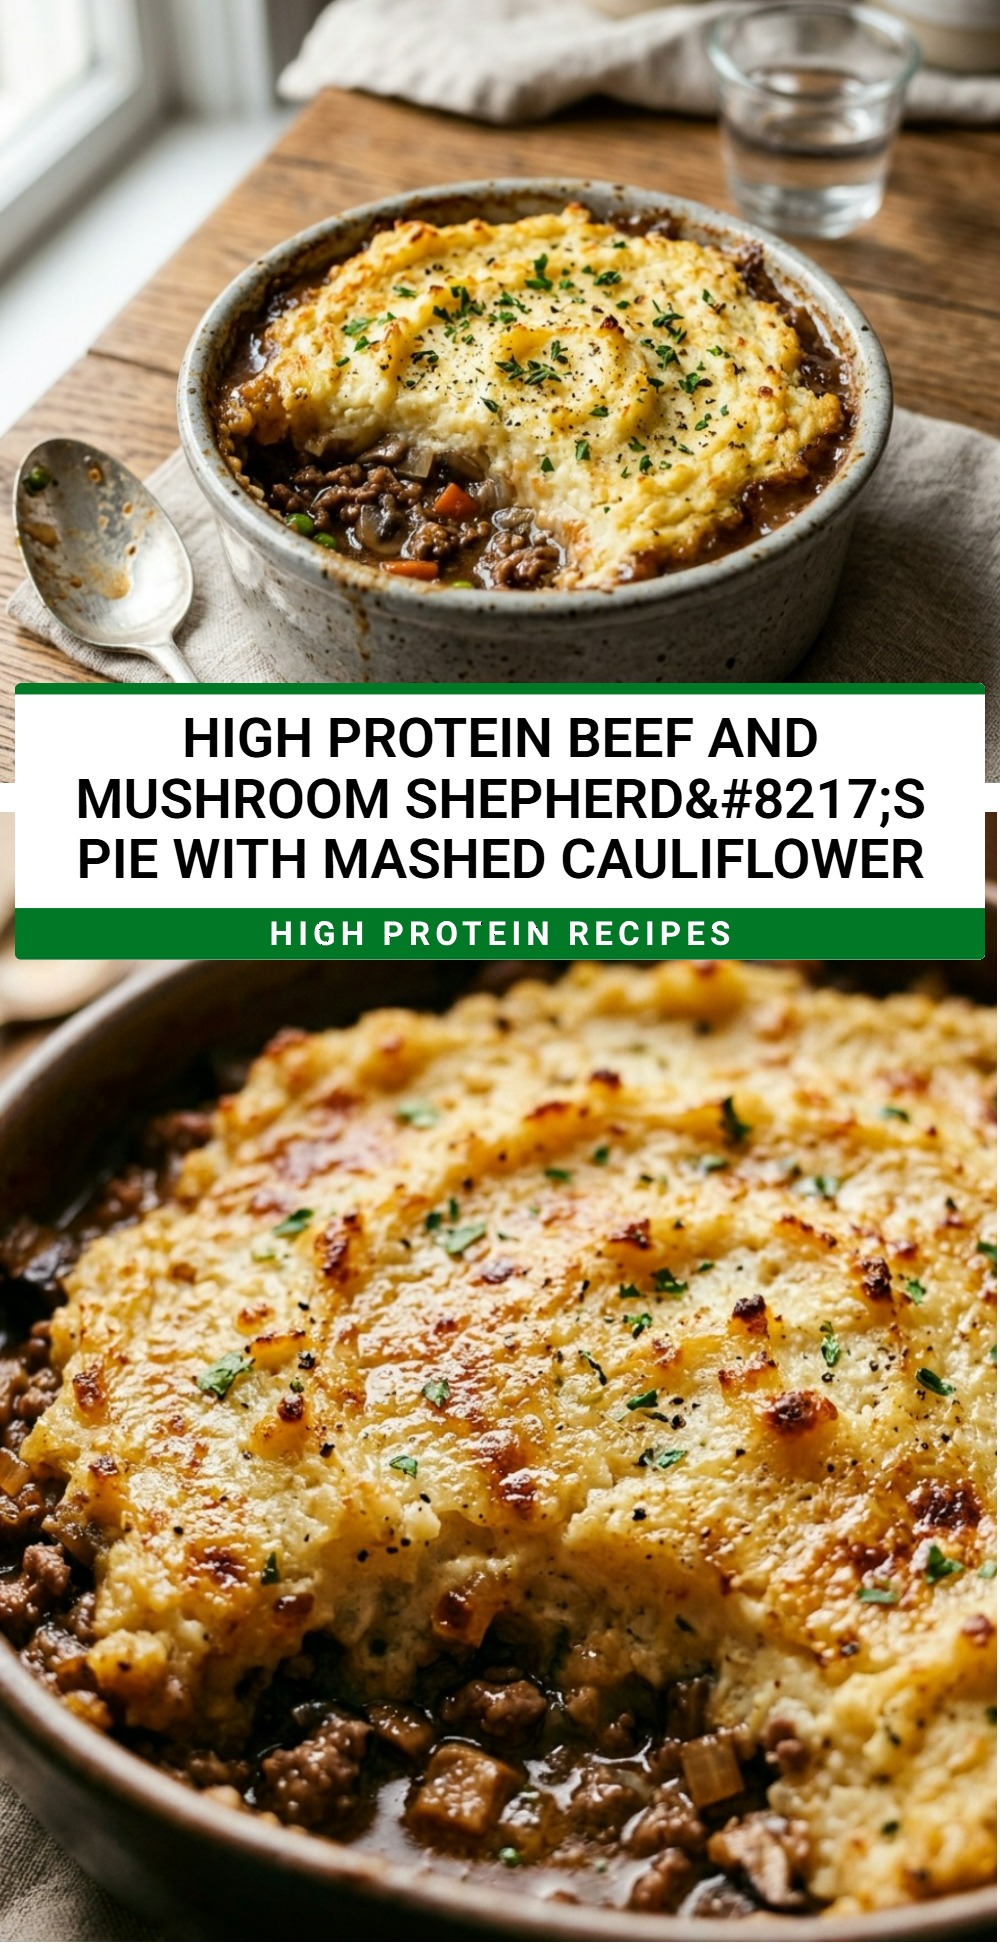 HIGH PROTEIN BEEF AND
MUSHROOM SHEPHERD&#8217;S
PIE WITH MASHED CAULIFLOWER
HIGH PROTEIN RECIPES